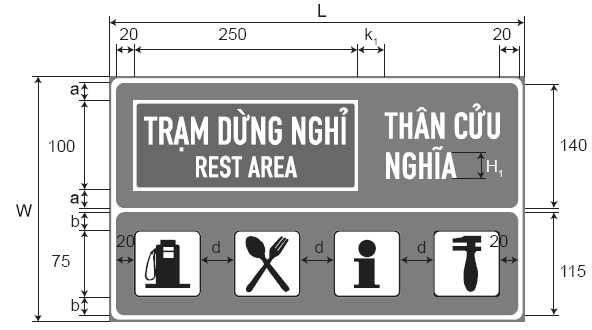 L
20 250 k1 20
a
100
a
W
b
75
b
TRẠM DỪNG NGHỈ
REST AREA
THÂN CỬU
NGHĨA
H1
140
20 d d d 20
115